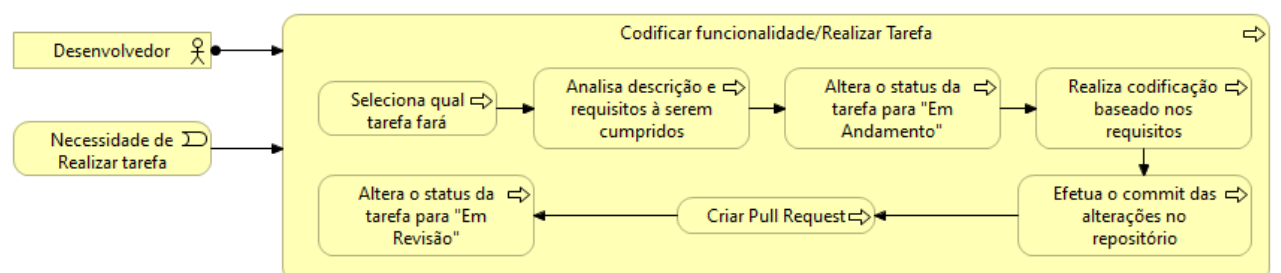 Codificar funcionalidade/Realizar Tarefa
Desenvolvedor
Necessidade de
Realizar tarefa
Seleciona qual
tarefa fará
Analisa descrição e
requisitos à serem
cumpridos
Altera o status da
tarefa para "Em
Andamento"
Realiza codificação
baseado nos
requisitos
Efetua o commit das
alterações no
repositório
Criar Pull Request
Altera o status da
tarefa para "Em
Revisão"